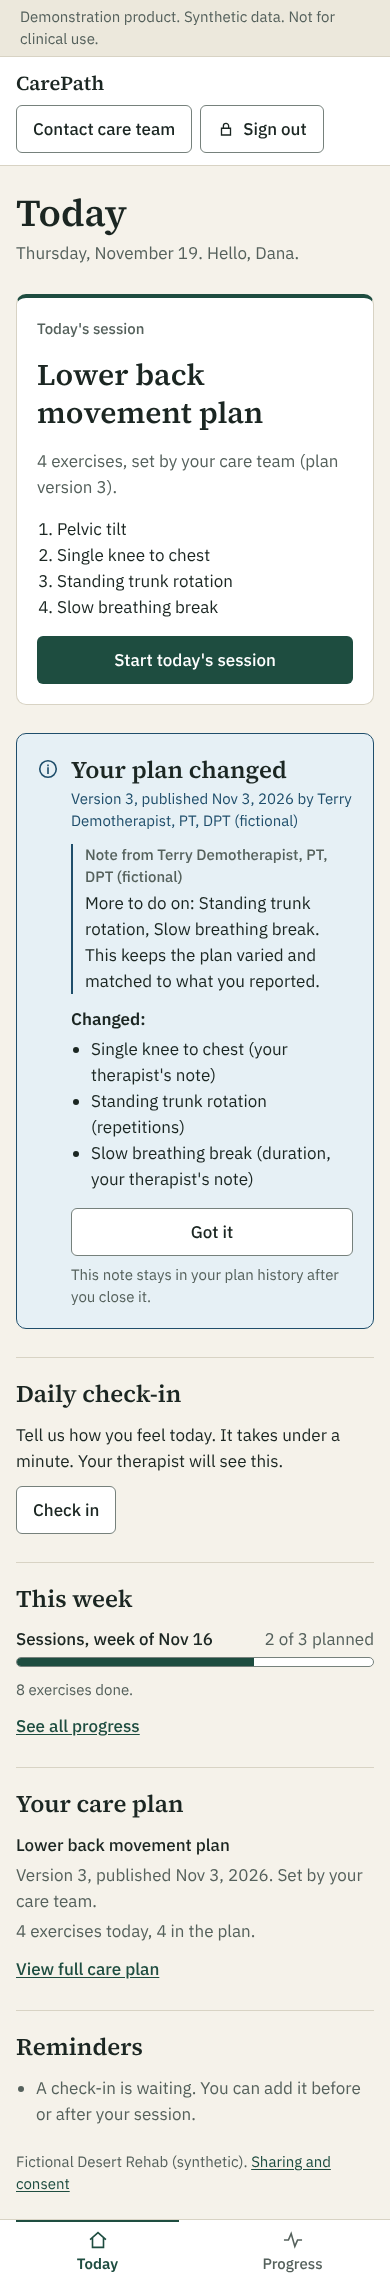 Demonstration product. Synthetic data. Not for
clinical use.
CarePath
Contact care team
Sign out
Today
Thursday, November 19. Hello, Dana.
Today's session
Lower back
movement plan
4 exercises, set by your care team (plan
version 3).
1. Pelvic tilt
2. Single knee to chest
3. Standing trunk rotation
4. Slow breathing break
Start today's session
Your plan changed
Version 3, published Nov 3, 2026 by Terry
Demotherapist, PT, DPT (fictional)
Note from Terry Demotherapist, PT,
DPT (fictional)
More to do on: Standing trunk
rotation, Slow breathing break.
This keeps the plan varied and
matched to what you reported.
Changed:
• Single knee to chest (your
therapist's note)
• Standing trunk rotation
(repetitions)
• Slow breathing break (duration,
your therapist's note)
Got it
This note stays in your plan history after
you close it.
Daily check-in
Tell us how you feel today. It takes under a
minute. Your therapist will see this.
Check in
This week
Sessions, week of Nov 16 2 of 3 planned
8 exercises done.
See all progress
Your care plan
Lower back movement plan
Version 3, published Nov 3, 2026. Set by your
care team.
4 exercises today, 4 in the plan.
View full care plan
Reminders
• A check-in is waiting. You can add it before
or after your session.
Fictional Desert Rehab (synthetic). Sharing and
consent
Today
Progress